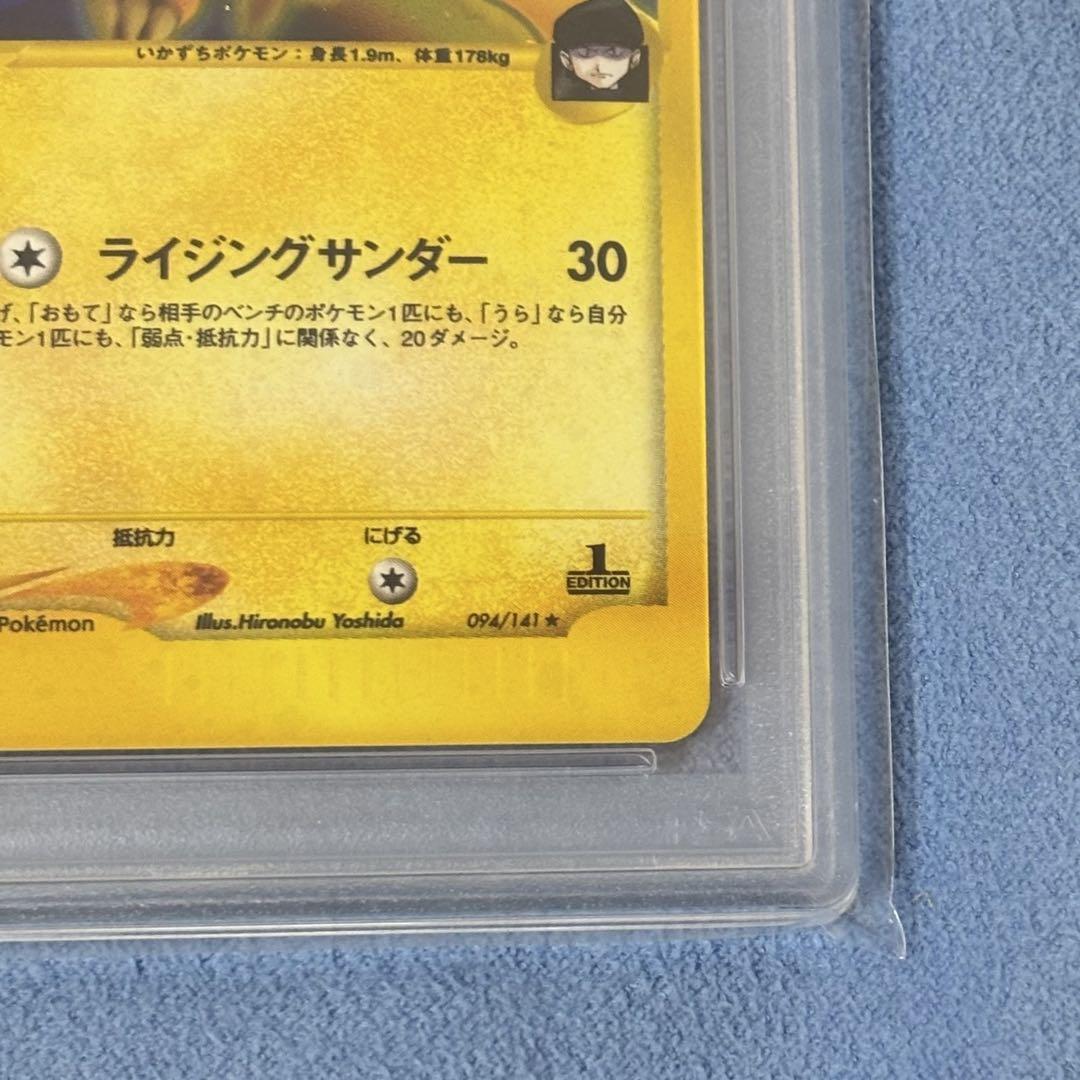 いかずちポケモン：身長1.9m、体重178kg
ライジングサンダー 30
、「おもて」なら相手のベンチのポケモン1匹にも、「うら」なら自分
モン1匹にも、「弱点・抵抗力」に関係なく、20ダメージ。
抵抗力 にげる
1
EDITION
Pokémon Illus.Hironobu Yoshida 094/141★